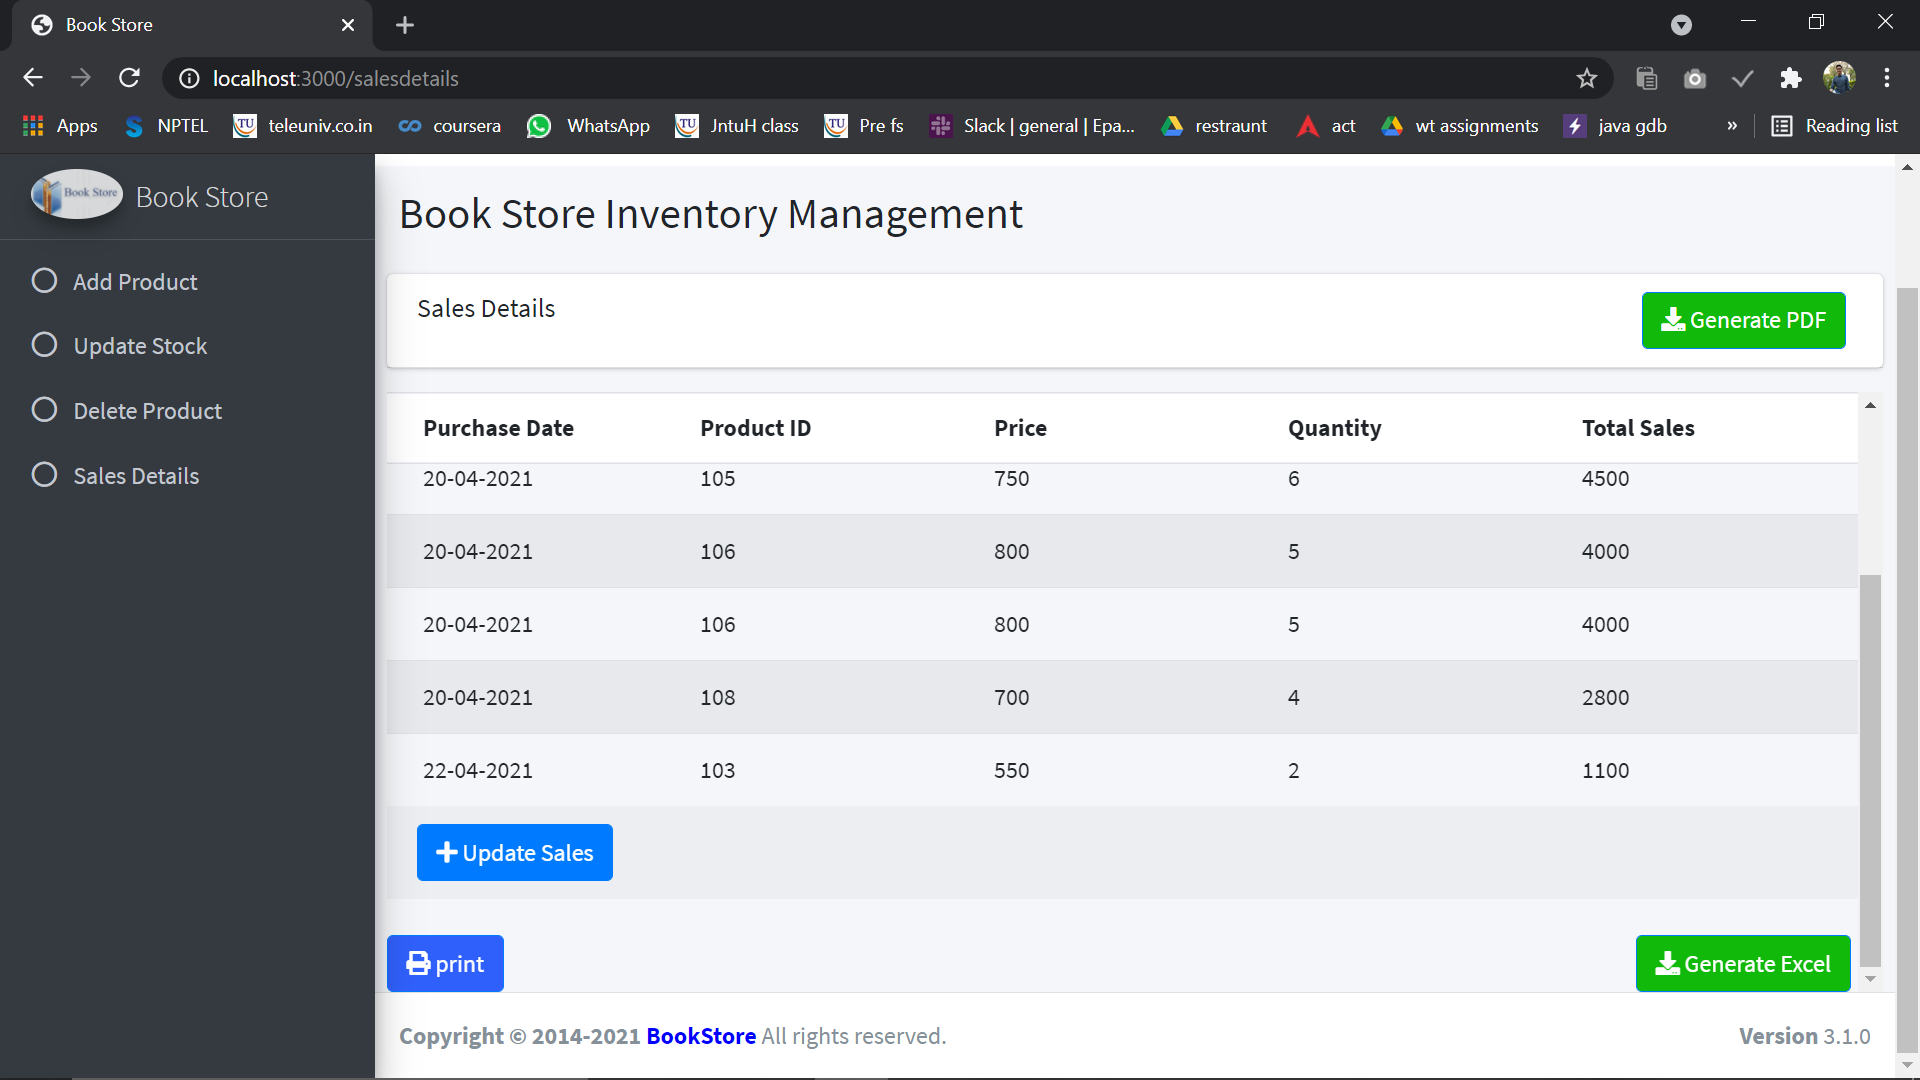 Book Store
localhost:3000/salesdetails
Apps NPTEL teleuniv.co.in coursera WhatsApp JntuH class Pre fs Slack | general | Epa... restraunt act wt assignments java gdb » Reading list
Book Store Book Store
Add Product
Update Stock
Delete Product
Sales Details
Book Store Inventory Management
Sales Details
Generate PDF
Purchase Date Product ID Price Quantity Total Sales
20-04-2021 105 750 6 4500
20-04-2021 106 800 5 4000
20-04-2021 106 800 5 4000
20-04-2021 108 700 4 2800
22-04-2021 103 550 2 1100
Update Sales
print
Generate Excel
Copyright © 2014-2021 BookStore All rights reserved.
Version 3.1.0